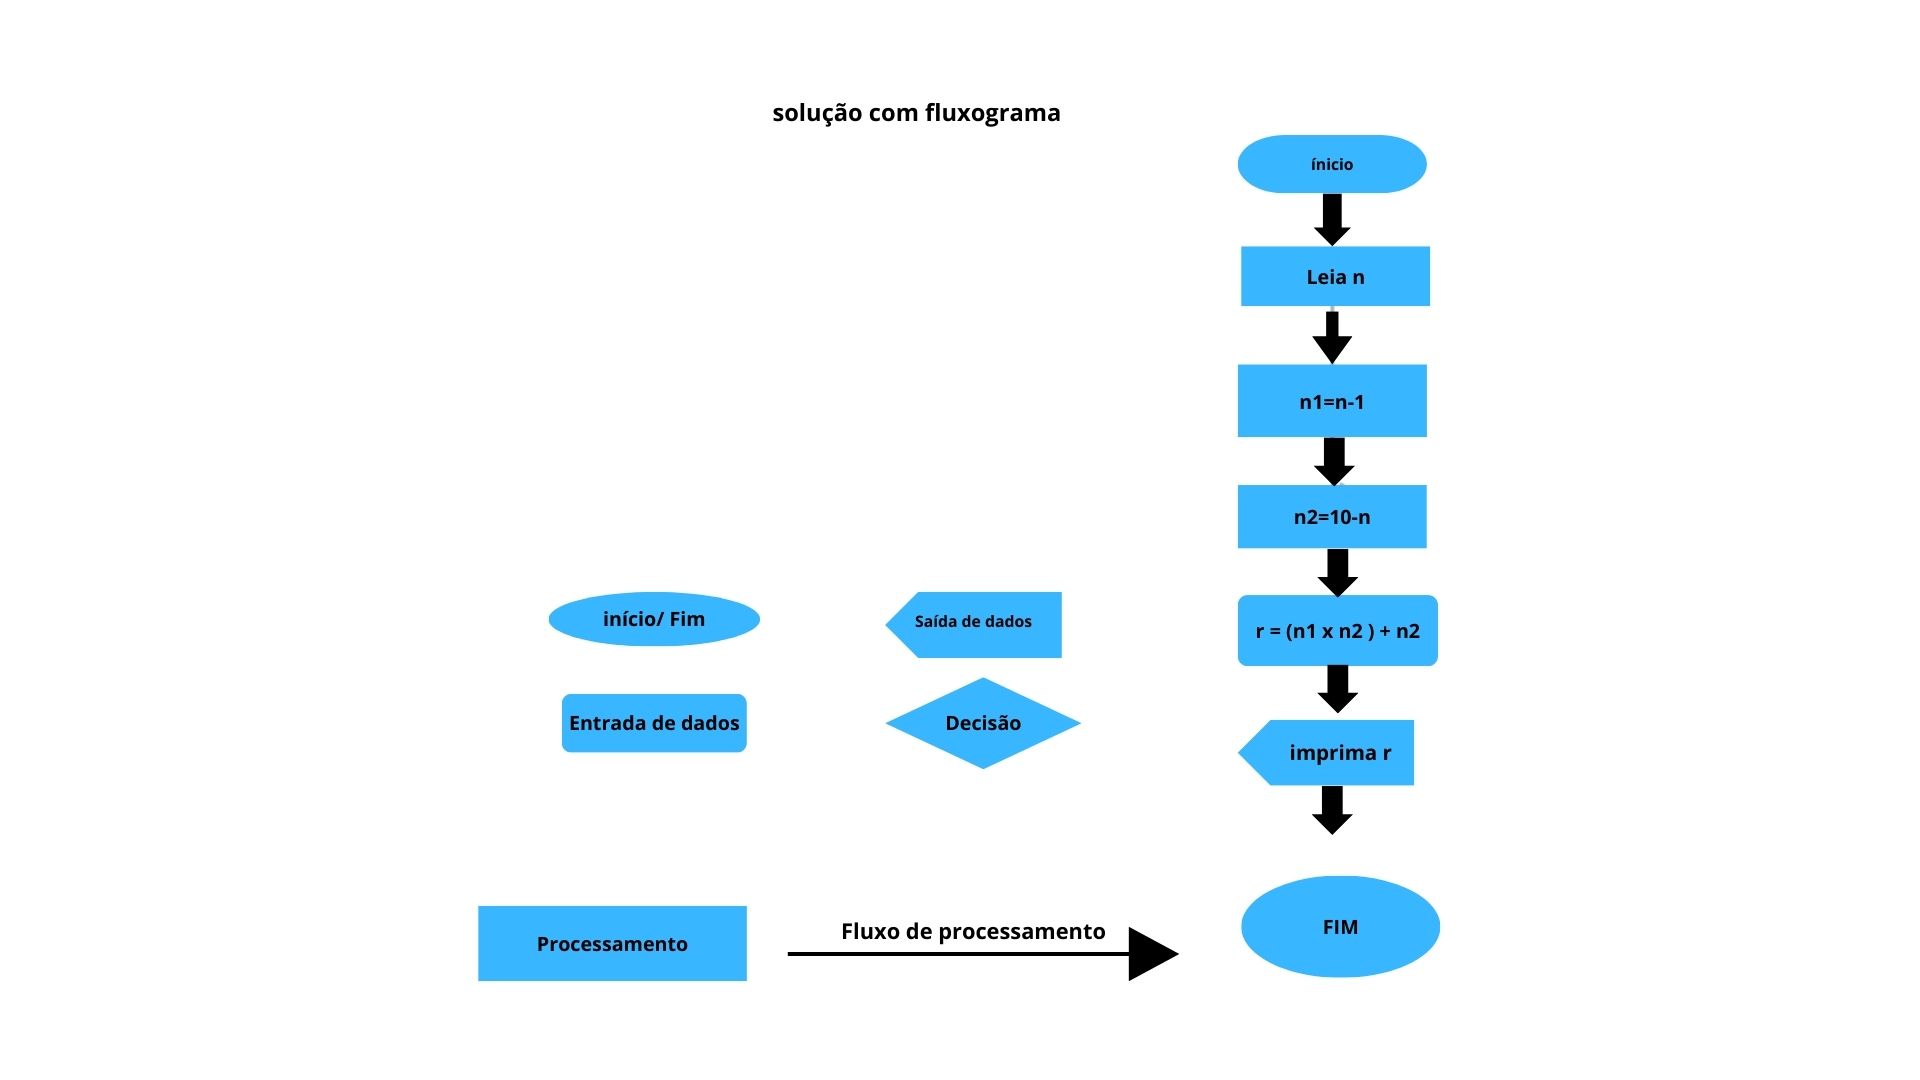 solução com fluxograma
ínicio
Leia n
n1=n-1
n2=10-n
r = (n1 x n2 ) + n2
imprima r
FIM
início/ Fim
Saída de dados
Entrada de dados
Decisão
Processamento
Fluxo de processamento